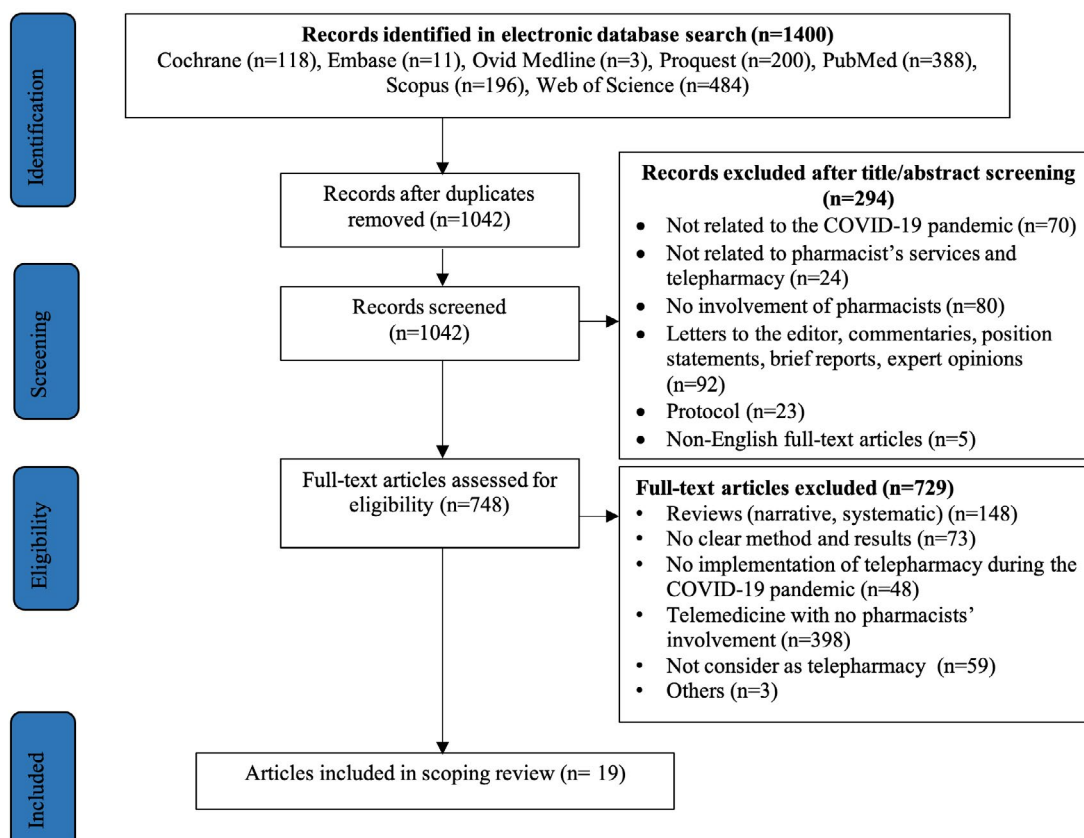 Identification
Records identified in electronic database search (n=1400)
Cochrane (n=118), Embase (n=11), Ovid Medline (n=3), Proquest (n=200), PubMed (n=388),
Scopus (n=196), Web of Science (n=484)
Records after duplicates
removed (n=1042)
Screening
Records screened
(n=1042)
Records excluded after title/abstract screening
(n=294)
• Not related to the COVID-19 pandemic (n=70)
• Not related to pharmacist's services and
telepharmacy (n=24)
• No involvement of pharmacists (n=80)
• Letters to the editor, commentaries, position
statements, brief reports, expert opinions
(n=92)
• Protocol (n=23)
• Non-English full-text articles (n=5)
Eligibility
Full-text articles assessed for
eligibility (n=748)
Full-text articles excluded (n=729)
• Reviews (narrative, systematic) (n=148)
• No clear method and results (n=73)
• No implementation of telepharmacy during the
COVID-19 pandemic (n=48)
• Telemedicine with no pharmacists'
involvement (n=398)
• Not consider as telepharmacy (n=59)
• Others (n=3)
Included
Articles included in scoping review (n= 19)